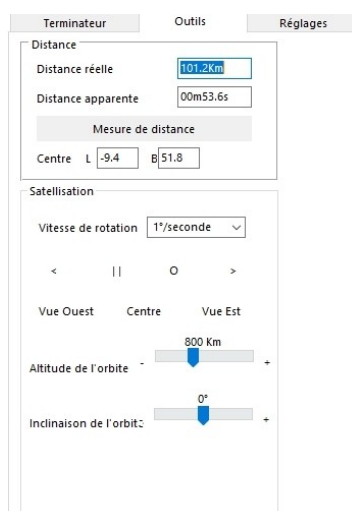 Terminateur Outils Réglages
Distance
Distance réelle 101.2Km
Distance apparente 00m53.6s
Mesure de distance
Centre L -9.4 B 51.8
Satellisation
Vitesse de rotation 1°/seconde
< || O >
Vue Ouest Centre Vue Est
800 Km
Altitude de l'orbite - +
0°
Inclinaison de l'orbite - +